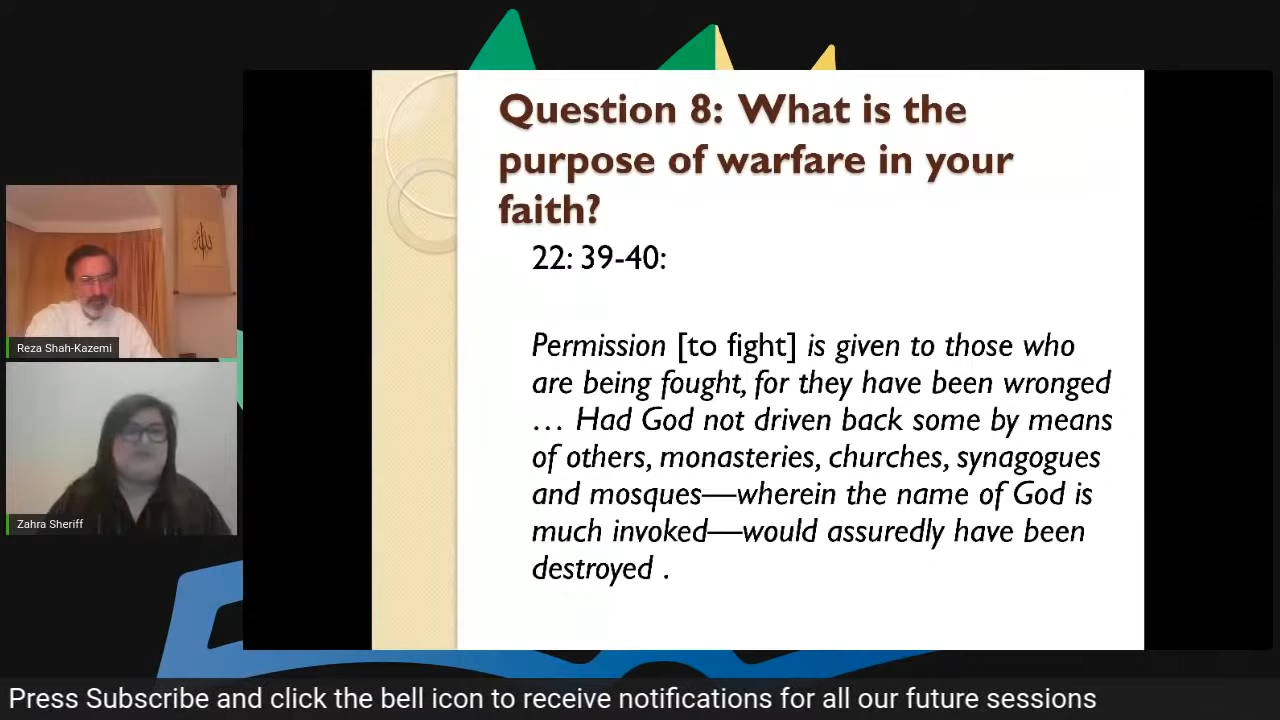 Question 8: What is the
purpose of warfare in your
faith?
22: 39-40:
Permission [to fight] is given to those who
are being fought, for they have been wronged
… Had God not driven back some by means
of others, monasteries, churches, synagogues
and mosques—wherein the name of God is
much invoked—would assuredly have been
destroyed .
الله
Reza Shah-Kazemi
Zahra Sheriff
Press Subscribe and click the bell icon to receive notifications for all our future sessions